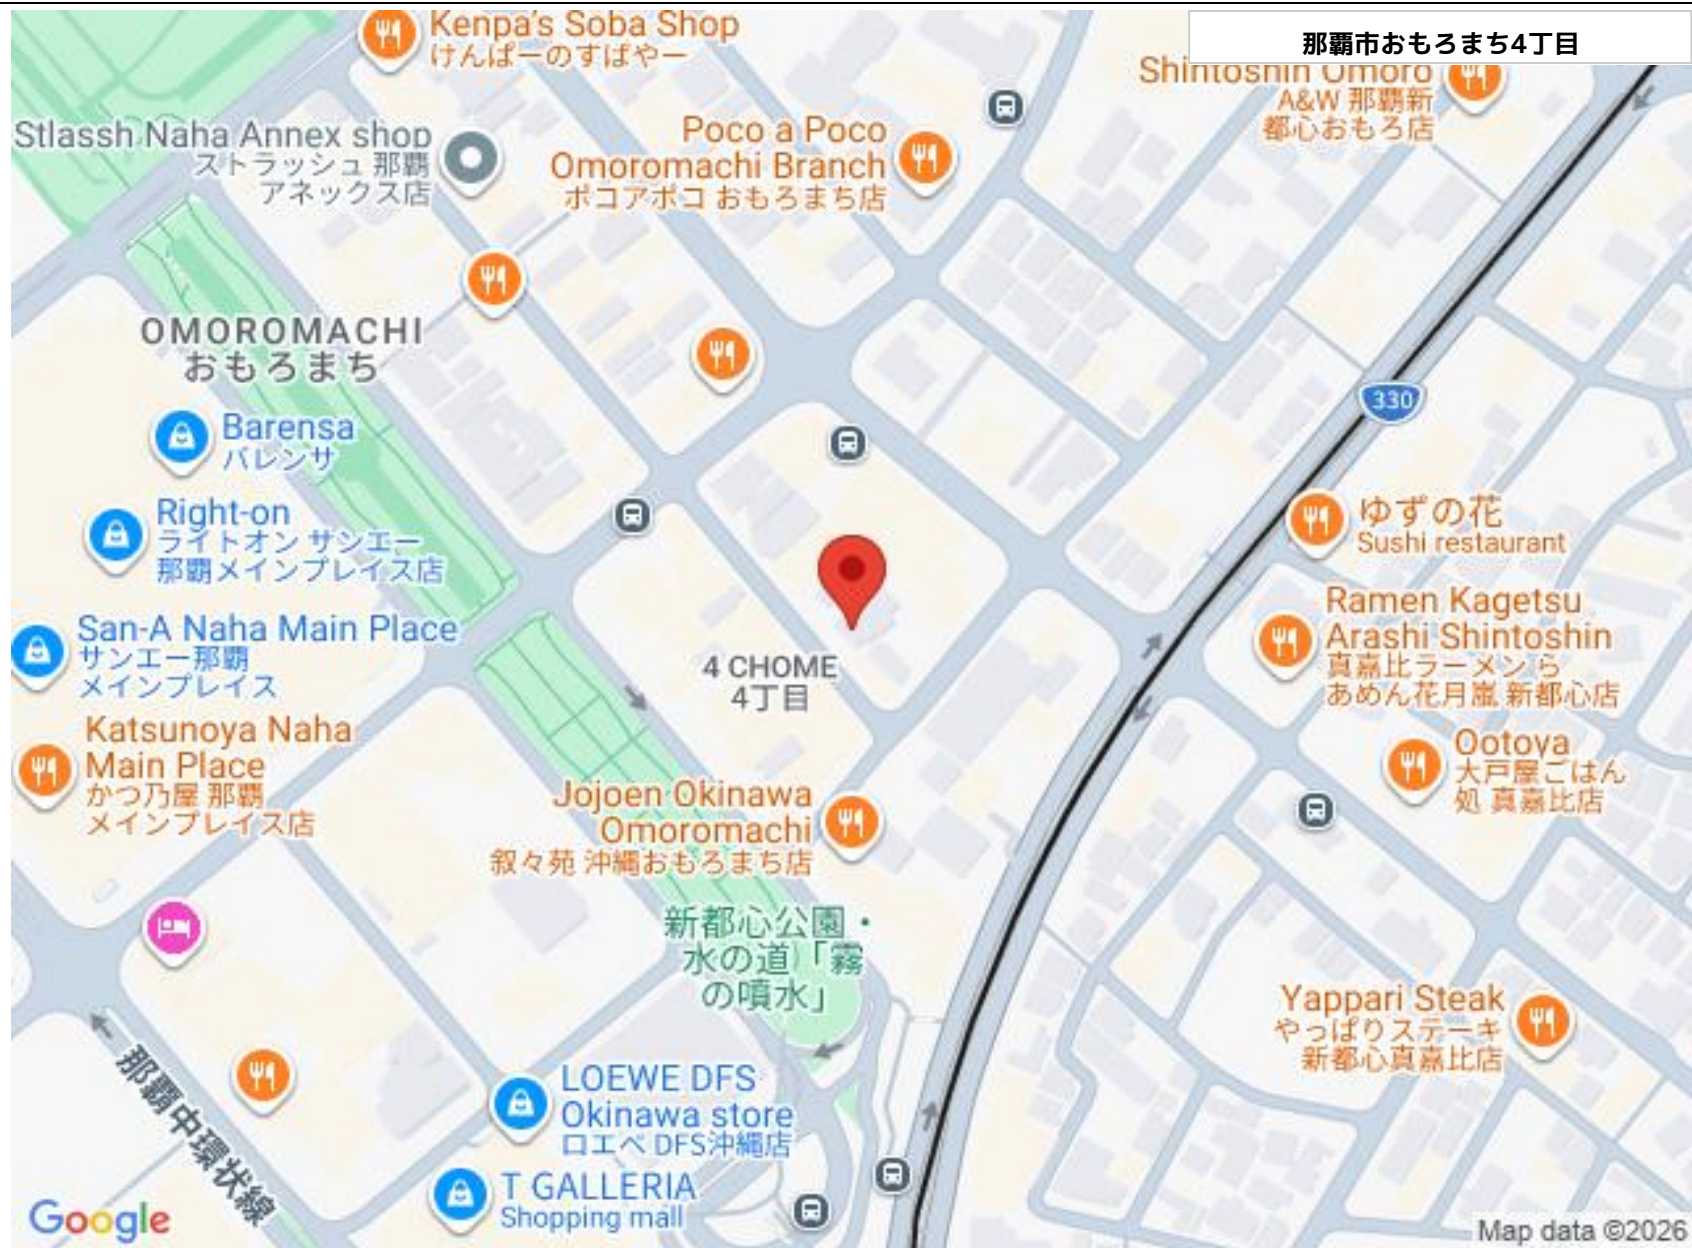 那覇市おもろまち4丁目
Kenpa's Soba Shop
けんぱーのすばやー
Shintoshin Omoro
A&W 那覇新
都心おもろ店
Stlassh Naha Annex shop
ストラッシュ 那覇
アネックス店
Poco a Poco
Omoromachi Branch
ポコアポコ おもろまち店
OMOROMACHI
おもろまち
330
Barensa
バレンサ
Right-on
ライトオン サンエー
那覇メインプレイス店
ゆずの花
Sushi restaurant
San-A Naha Main Place
サンエー那覇
メインプレイス
4 CHOME
4丁目
Ramen Kagetsu
Arashi Shintoshin
真嘉比ラーメン ら
あめん花月嵐 新都心店
Katsunoya Naha
Main Place
かつ乃屋 那覇
メインプレイス店
Ootoya
大戸屋ごはん
処 真嘉比店
Jojoen Okinawa
Omoromachi
叙々苑 沖縄おもろまち店
新都心公園・
水の道)「霧
の噴水」
Yappari Steak
やっぱりステーキ
新都心真嘉比店
那覇中環状線
LOEWE DFS
Okinawa store
ロエベ DFS沖縄店
T GALLERIA
Shopping mall
Google
Map data ©2026